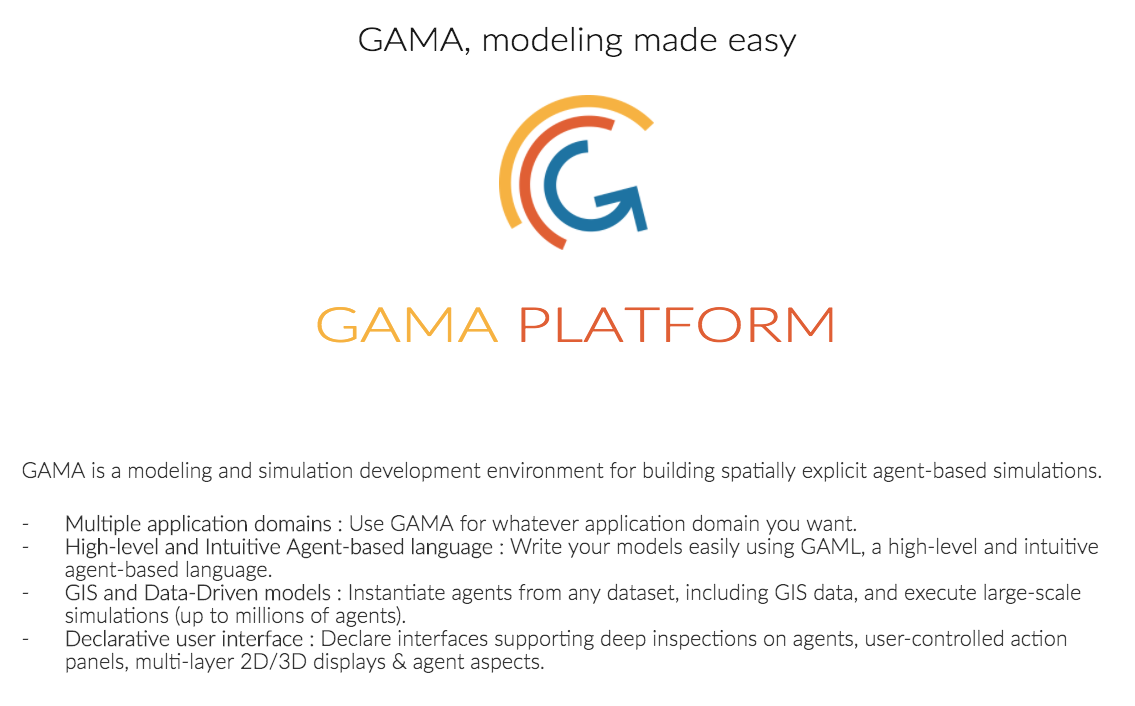 GAMA, modeling made easy
GAMA PLATFORM
GAMA is a modeling and simulation development environment for building spatially explicit agent-based simulations.
- Multiple application domains : Use GAMA for whatever application domain you want.
- High-level and Intuitive Agent-based language : Write your models easily using GAML, a high-level and intuitive
agent-based language.
- GIS and Data-Driven models : Instantiate agents from any dataset, including GIS data, and execute large-scale
simulations (up to millions of agents).
- Declarative user interface : Declare interfaces supporting deep inspections on agents, user-controlled action
panels, multi-layer 2D/3D displays & agent aspects.